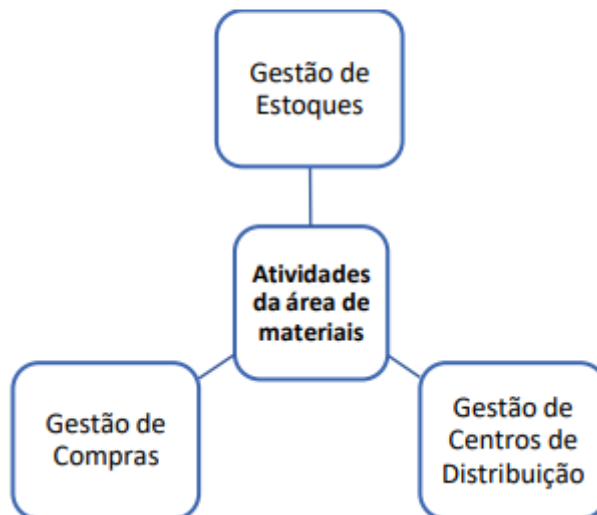 Gestão de
Estoques
Atividades
da área de
materiais
Gestão de
Compras
Gestão de
Centros de
Distribuição